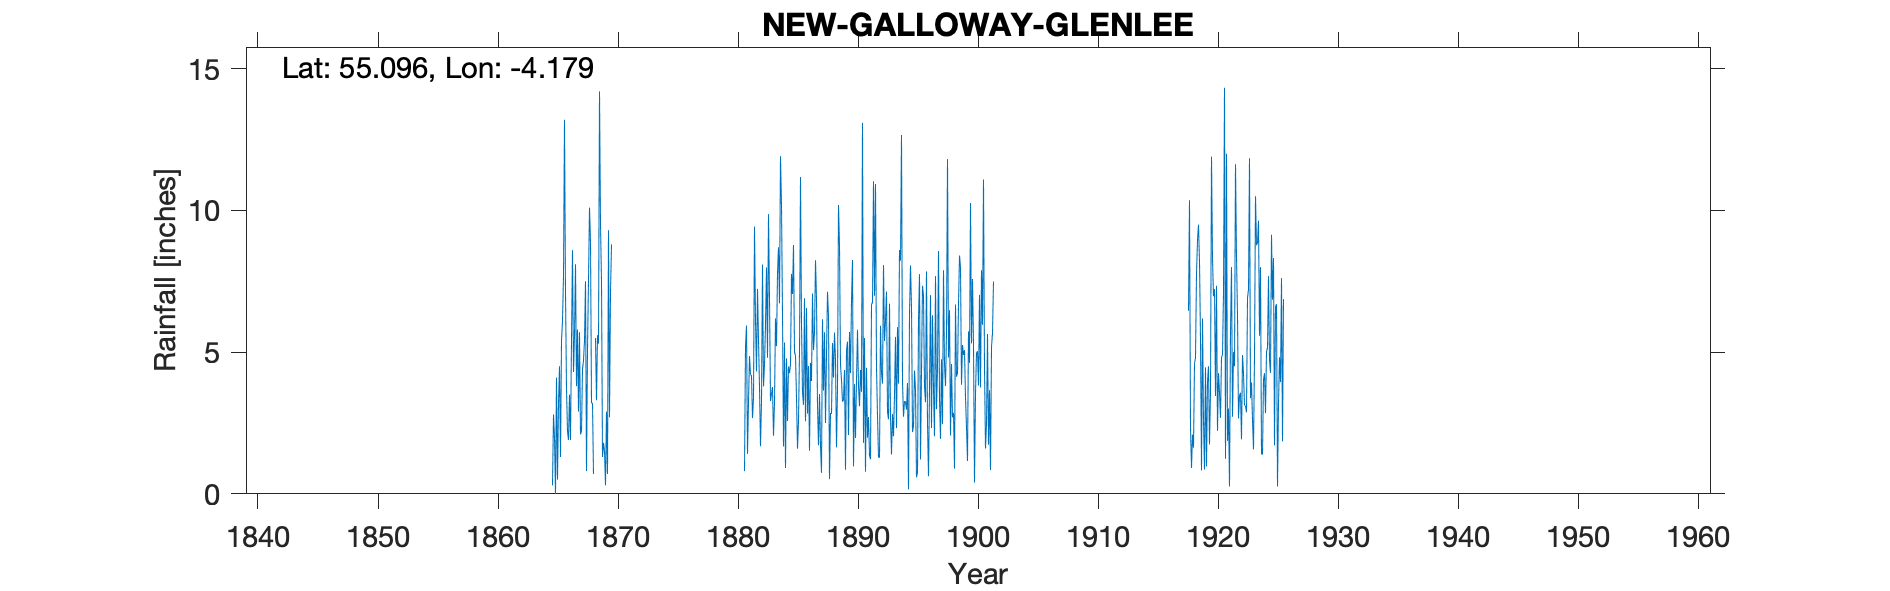 NEW-GALLOWAY-GLENLEE
Lat: 55.096, Lon: -4.179
15
10
5
0
Rainfall [inches]
1840 1850 1860 1870 1880 1890 1900 1910 1920 1930 1940 1950 1960
Year